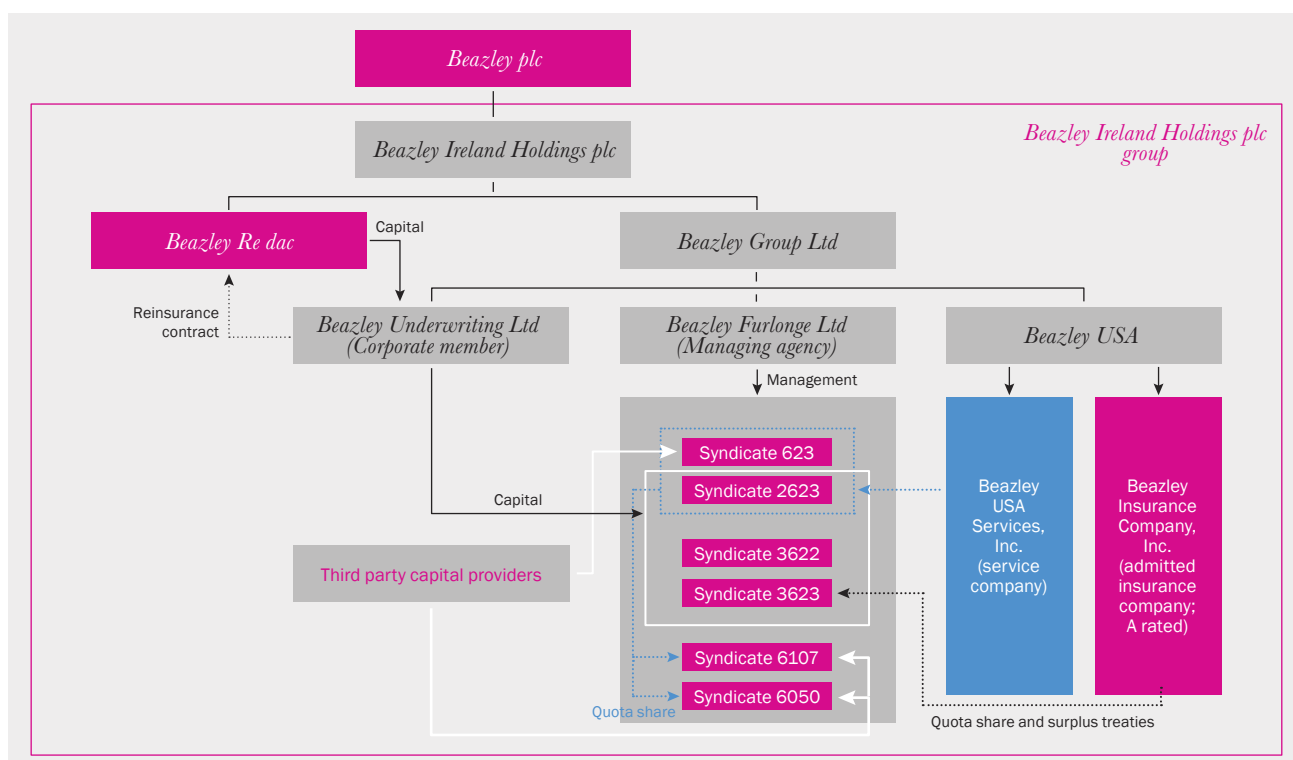 Beazley plc
Beazley Ireland Holdings plc
group
Beazley Ireland Holdings plc
Beazley Re dac
Capital
Beazley Group Ltd
Reinsurance
contract
Beazley Underwriting Ltd
(Corporate member)
Beazley Furlonge Ltd
(Managing agency)
Beazley USA
Management
Syndicate 623
Syndicate 2623
Capital
Syndicate 3622
Syndicate 3623
Third party capital providers
Syndicate 6107
Syndicate 6050
Quota share
Beazley
USA
Services,
Inc.
(service
company)
Beazley
Insurance
Company,
Inc.
(admitted
insurance
company;
A rated)
Quota share and surplus treaties